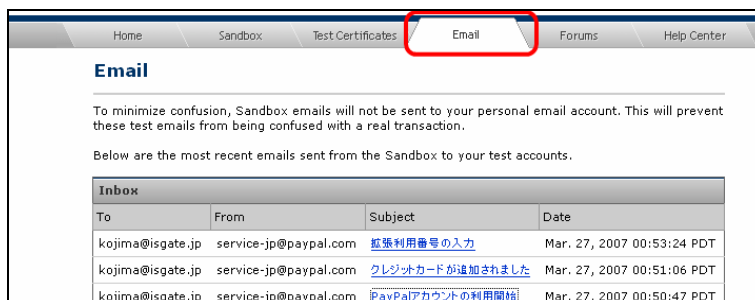 Home Sandbox Test Certificates Email Forums Help Center
Email
To minimize confusion, Sandbox emails will not be sent to your personal email account. This will prevent
these test emails from being confused with a real transaction.
Below are the most recent emails sent from the Sandbox to your test accounts.
Inbox
To From Subject Date
kojima@isgate.jp service-jp@paypal.com 拡張利用番号の入力 Mar. 27, 2007 00:53:24 PDT
kojima@isgate.jp service-jp@paypal.com クレジットカードが追加されました Mar. 27, 2007 00:51:06 PDT
kojima@isgate.jp service-jp@paypal.com PayPalアカウントの利用開始 Mar. 27, 2007 00:50:47 PDT